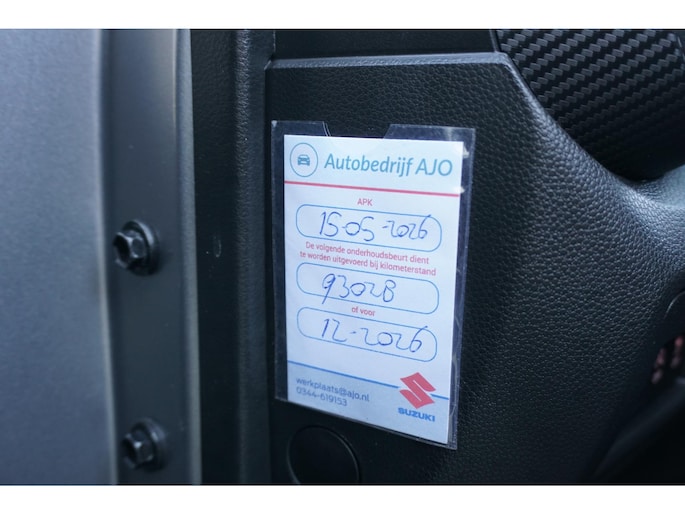 Autobedrijf AJO
APK
15-05-2026
De volgende onderhoudsbeurt dient
te worden uitgevoerd bij kilometerstand
93028
of voor
12-2026
werkplaats@ajo.nl
0344-619153
SUZUKI